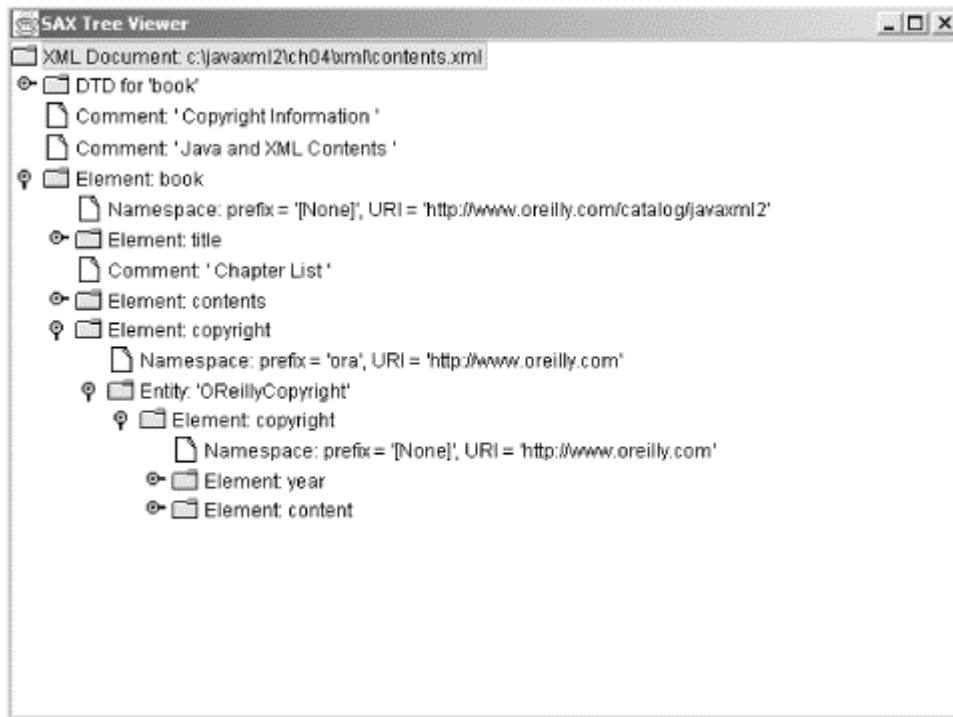 SAX Tree Viewer
XML Document: c:\javaxml2\ch04\xml\contents.xml
DTD for 'book'
Comment: ' Copyright Information '
Comment: ' Java and XML Contents '
Element: book
Namespace: prefix = '[None]', URI = 'http://www.oreilly.com/catalog/javaxml2'
Element: title
Comment: ' Chapter List '
Element: contents
Element: copyright
Namespace: prefix = 'ora', URI = 'http://www.oreilly.com'
Entity: 'OReillyCopyright'
Element: copyright
Namespace: prefix = '[None]', URI = 'http://www.oreilly.com'
Element: year
Element: content